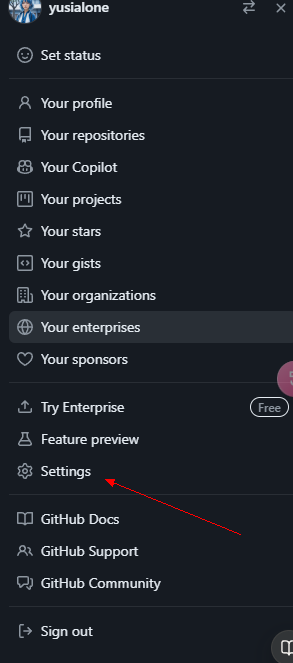 yusialone
Set status
Your profile
Your repositories
Your Copilot
Your projects
Your stars
Your gists
Your organizations
Your enterprises
Your sponsors
Try Enterprise Free
Feature preview
Settings
GitHub Docs
GitHub Support
GitHub Community
Sign out